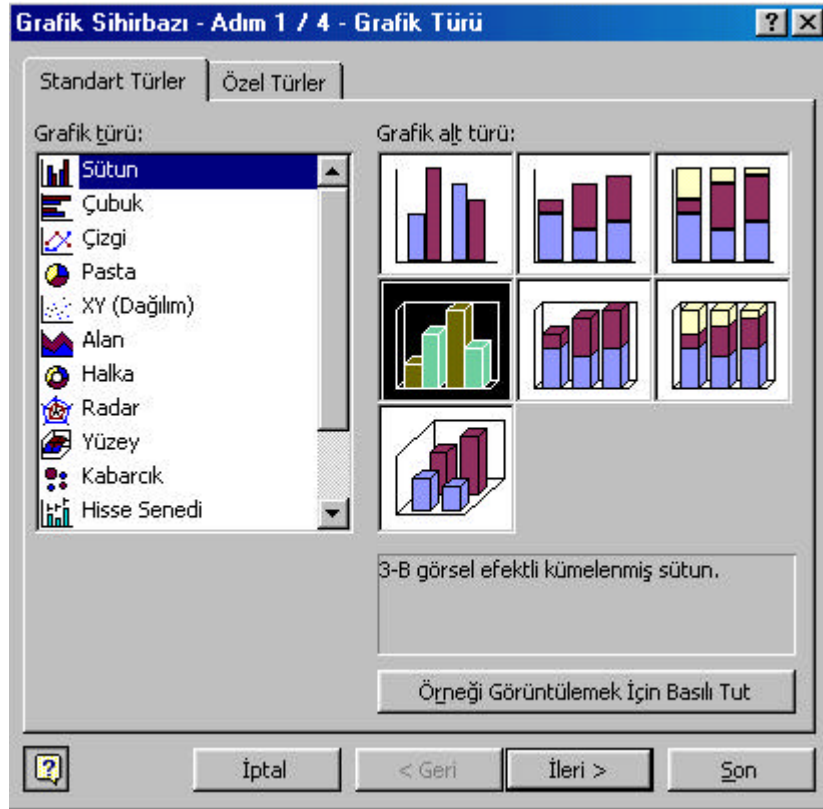 Grafik Sihirbazı - Adım 1 / 4 - Grafik Türü
Standart Türler
Özel Türler
Grafik türü:
Sütun
Çubuk
Çizgi
Pasta
XY (Dağılım)
Alan
Halka
Radar
Yüzey
Kabarcık
Hisse Senedi
Grafik alt türü:
3-B görsel efektli kümelenmiş sütun.
Örneği Görüntülemek İçin Basılı Tut
İptal
< Geri
İleri >
Son